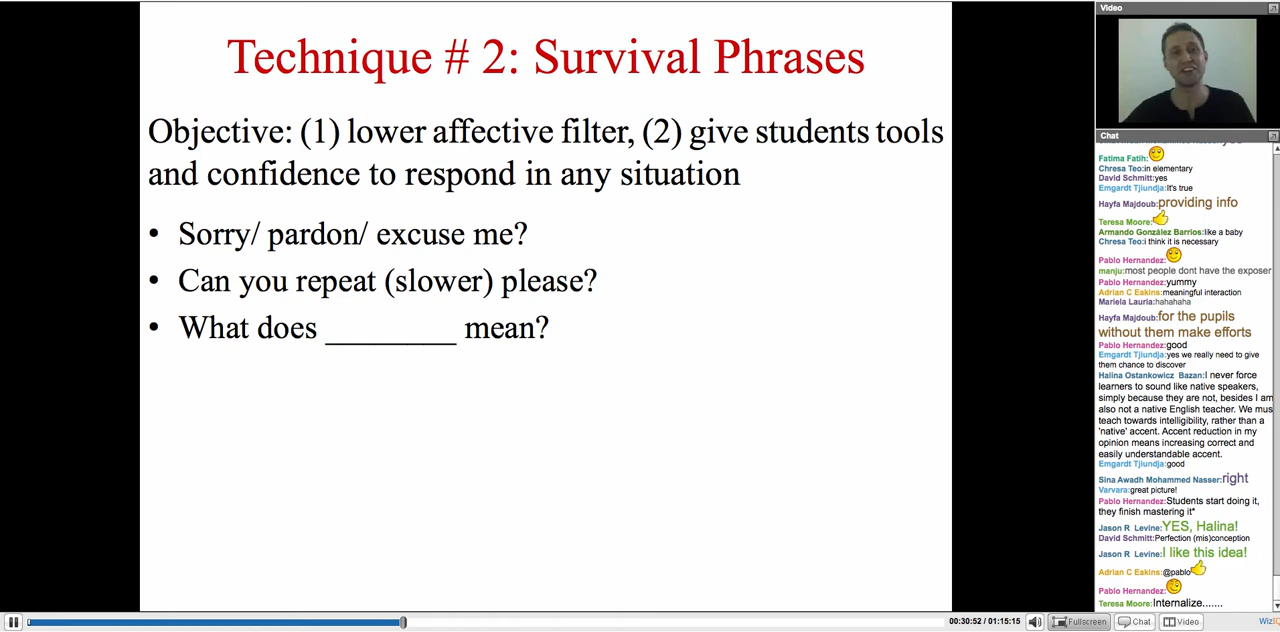 Technique # 2: Survival Phrases
Objective: (1) lower affective filter, (2) give students tools
and confidence to respond in any situation
• Sorry/ pardon/ excuse me?
• Can you repeat (slower) please?
• What does ________ mean?
Video
Chat
Fatima Fatih:
Chresa Teo:in elementary
David Schmitt:yes
Emgardt Tjiundja:It's true
Hayfa Majdoub:providing info
Teresa Moore:
Armando González Barrios:like a baby
Chresa Teo:i think it is necessary
Pablo Hernandez:
manju:most people dont have the exposer
Pablo Hernandez:yummy
Adrian C Eakins:meaningful interaction
Mariela Lauria:hahahaha
Hayfa Majdoub:for the pupils
without them make efforts
Pablo Hernandez:good
Emgardt Tjiundja:yes we really need to give
them chance to discover
Halina Ostankowicz Bazan:I never force
learners to sound like native speakers,
simply because they are not, besides I am
also not a native English teacher. We mus
teach towards intelligibility, rather than a
'native' accent. Accent reduction in my
opinion means increasing correct and
easily understandable accent.
Emgardt Tjiundja:good
Sina Awadh Mohammed Nasser:right
Varvara:great picture!
Pablo Hernandez:Students start doing it,
they finish mastering it*
Jason R Levine:YES, Halina!
David Schmitt:Perfection (mis)conception
Jason R Levine:I like this idea!
Adrian C Eakins:@pablo
Pablo Hernandez:
Teresa Moore:Internalize.......
00:30:52 / 01:15:15
Fullscreen
Chat
Video
WizIQ